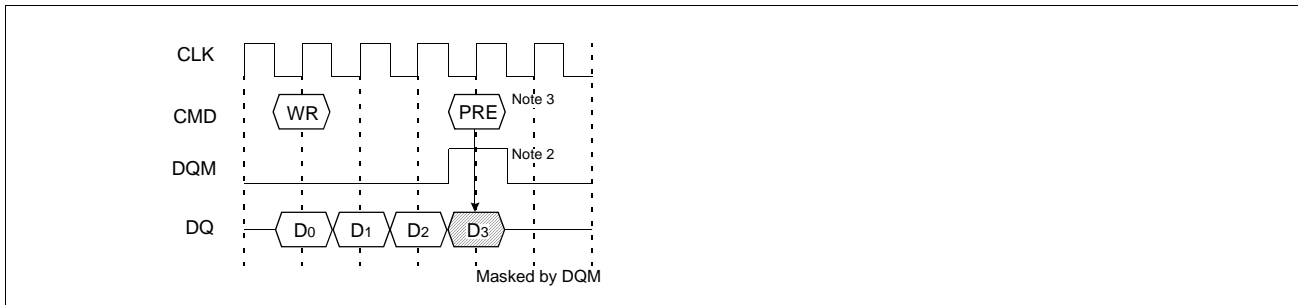 CLK
CMD WR PRE Note 3
DQM Note 2
DQ D0 D1 D2 D3
Masked by DQM